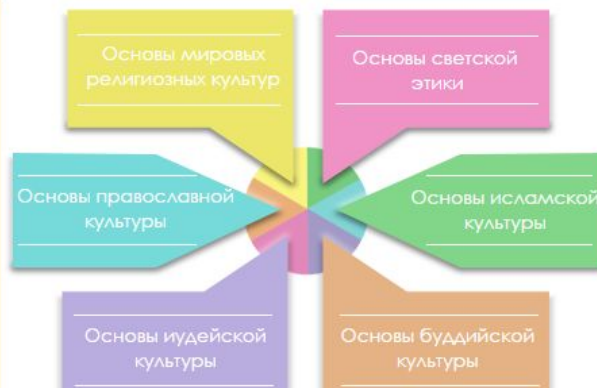 Основы мировых
религиозных культур
Основы светской
этики
Основы православной
культуры
Основы исламской
культуры
Основы иудейской
культуры
Основы буддийской
культуры